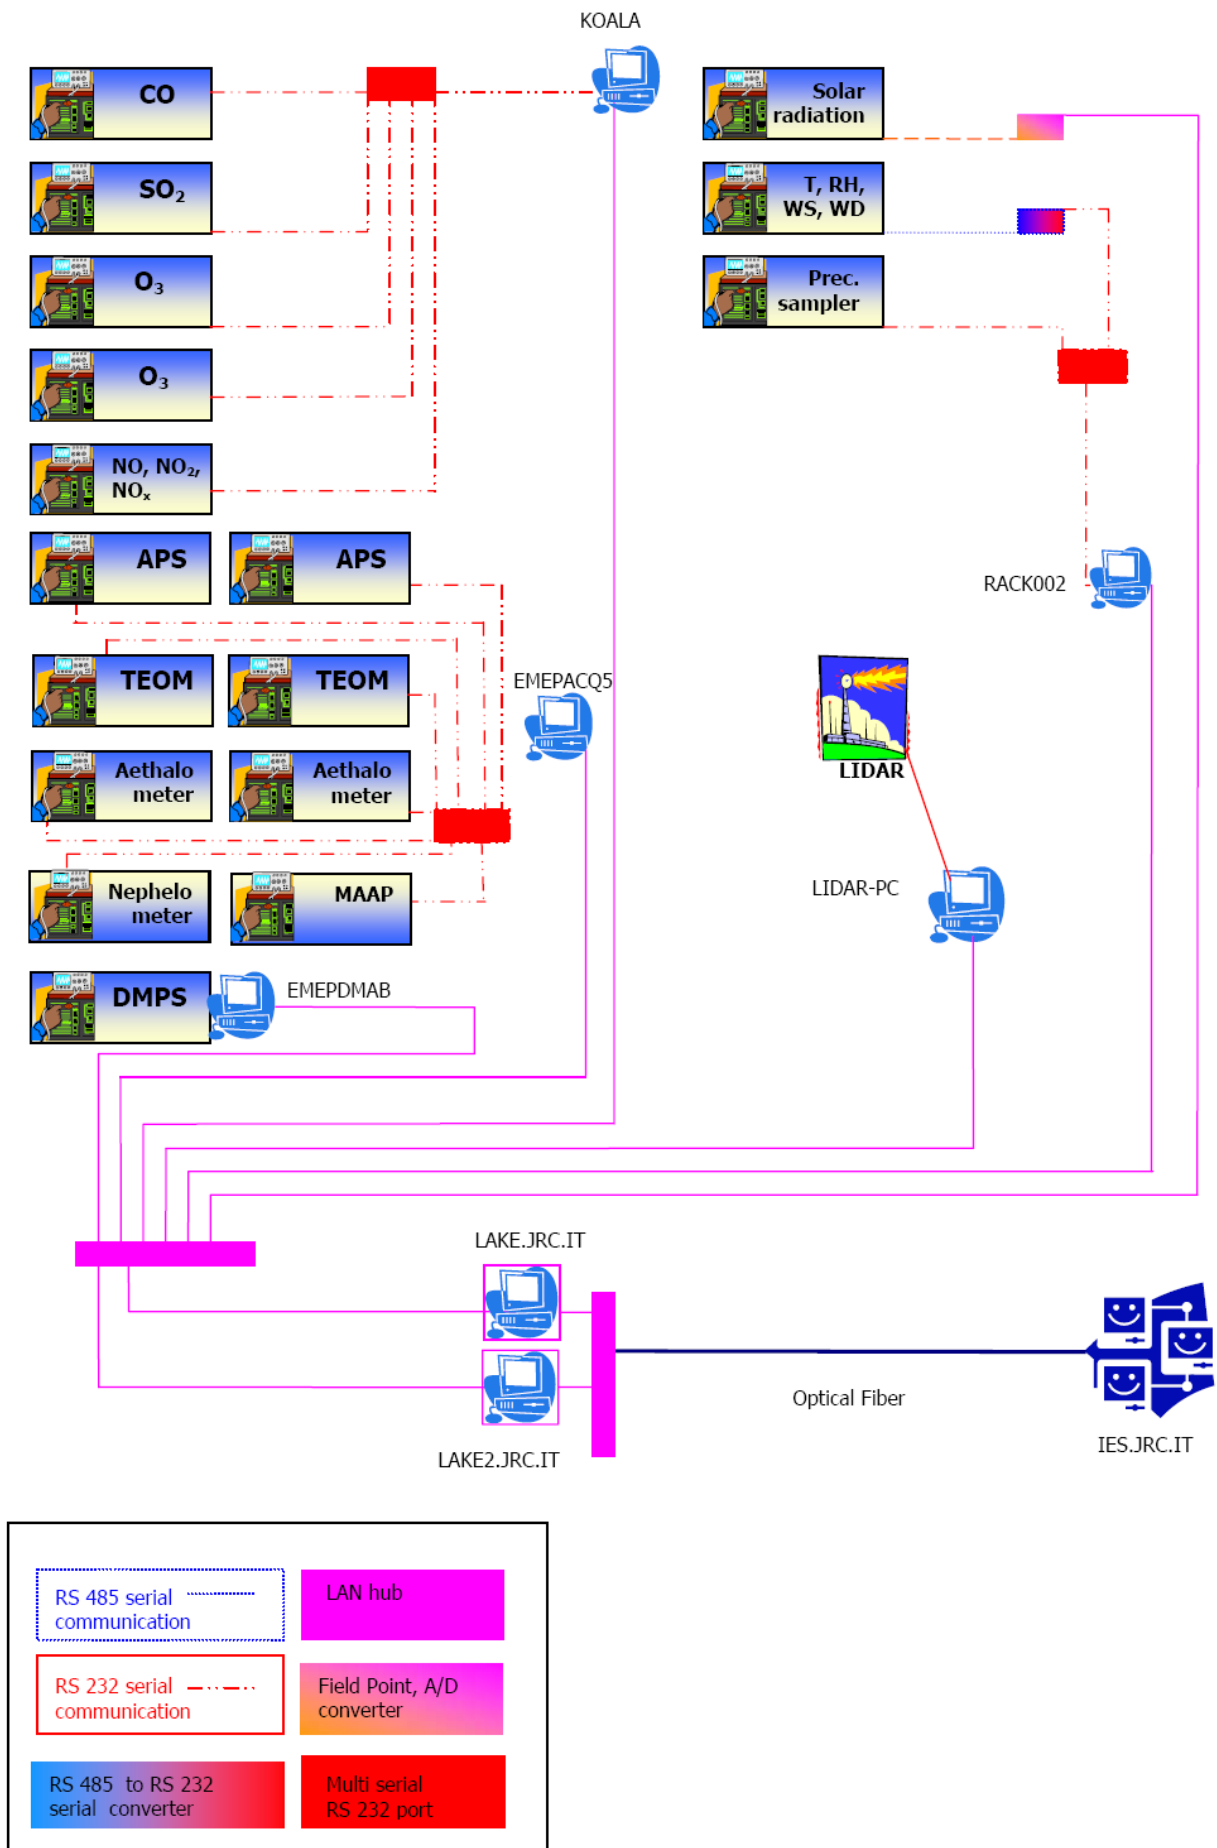 KOALA
CO
Solar
radiation
SO2
T, RH,
WS, WD
O3
Prec.
sampler
O3
NO, NO2,
NOx
APS
APS
RACK002
TEOM
TEOM
EMEPACQ5
Aethalo
meter
Aethalo
meter
LIDAR
Nephelo
meter
MAAP
LIDAR-PC
DMPS
EMEPDMAB
LAKE.JRC.IT
Optical Fiber
IES.JRC.IT
LAKE2.JRC.IT
RS 485 serial
communication
LAN hub
RS 232 serial
communication
Field Point, A/D
converter
RS 485 to RS 232
serial converter
Multi serial
RS 232 port